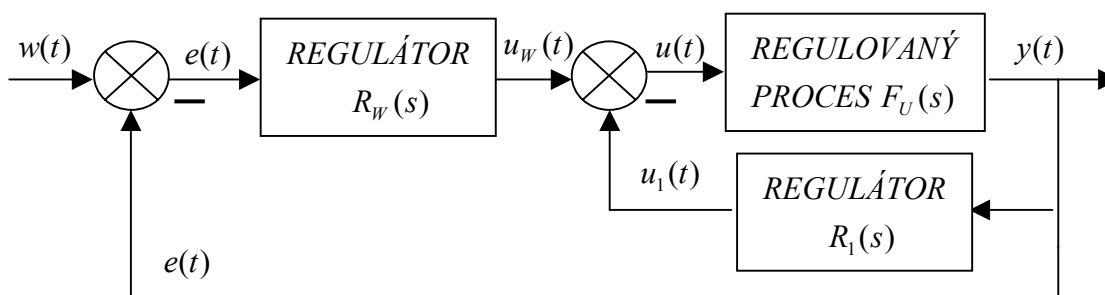 w(t)
e(t)
REGULÁTOR
R_W(s)
u_W(t)
u(t)
REGULOVANÝ
PROCES F_U(s)
y(t)
u_1(t)
REGULÁTOR
R_1(s)
e(t)